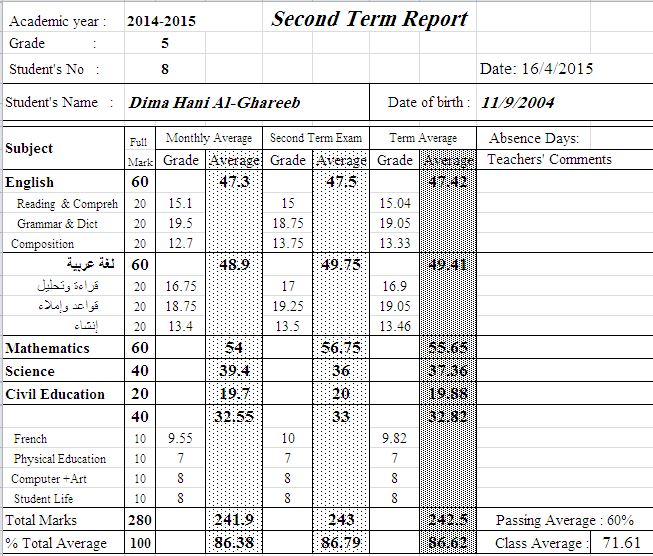 Academic year : 2014-2015 Second Term Report
Grade : 5
Student's No : 8 Date: 16/4/2015
Student's Name : Dima Hani Al-Ghareeb Date of birth : 11/9/2004
Subject Full Mark Monthly Average Second Term Exam Term Average Absence Days:
Grade Average Grade Average Grade Average Teachers' Comments
English 60 47.3 47.5 47.42
Reading & Compreh 20 15.1 15 15.04
Grammar & Dict 20 19.5 18.75 19.05
Composition 20 12.7 13.75 13.33
لغة عربية 60 48.9 49.75 49.41
قراءة وتحليل 20 16.75 17 16.9
قواعد وإملاء 20 18.75 19.25 19.05
إنشاء 20 13.4 13.5 13.46
Mathematics 60 54 56.75 55.65
Science 40 39.4 36 37.36
Civil Education 20 19.7 20 19.88
40 32.55 33 32.82
French 10 9.55 10 9.82
Physical Education 10 7 7 7
Computer +Art 10 8 8 8
Student Life 10 8 8 8
Total Marks 280 241.9 243 242.5 Passing Average : 60%
% Total Average 100 86.38 86.79 86.62 Class Average : 71.61